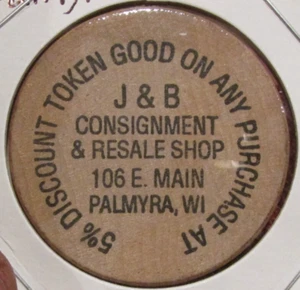 5% DISCOUNT TOKEN GOOD ON ANY PURCHASE AT
J & B
CONSIGNMENT
& RESALE SHOP
106 E. MAIN
PALMYRA, WI